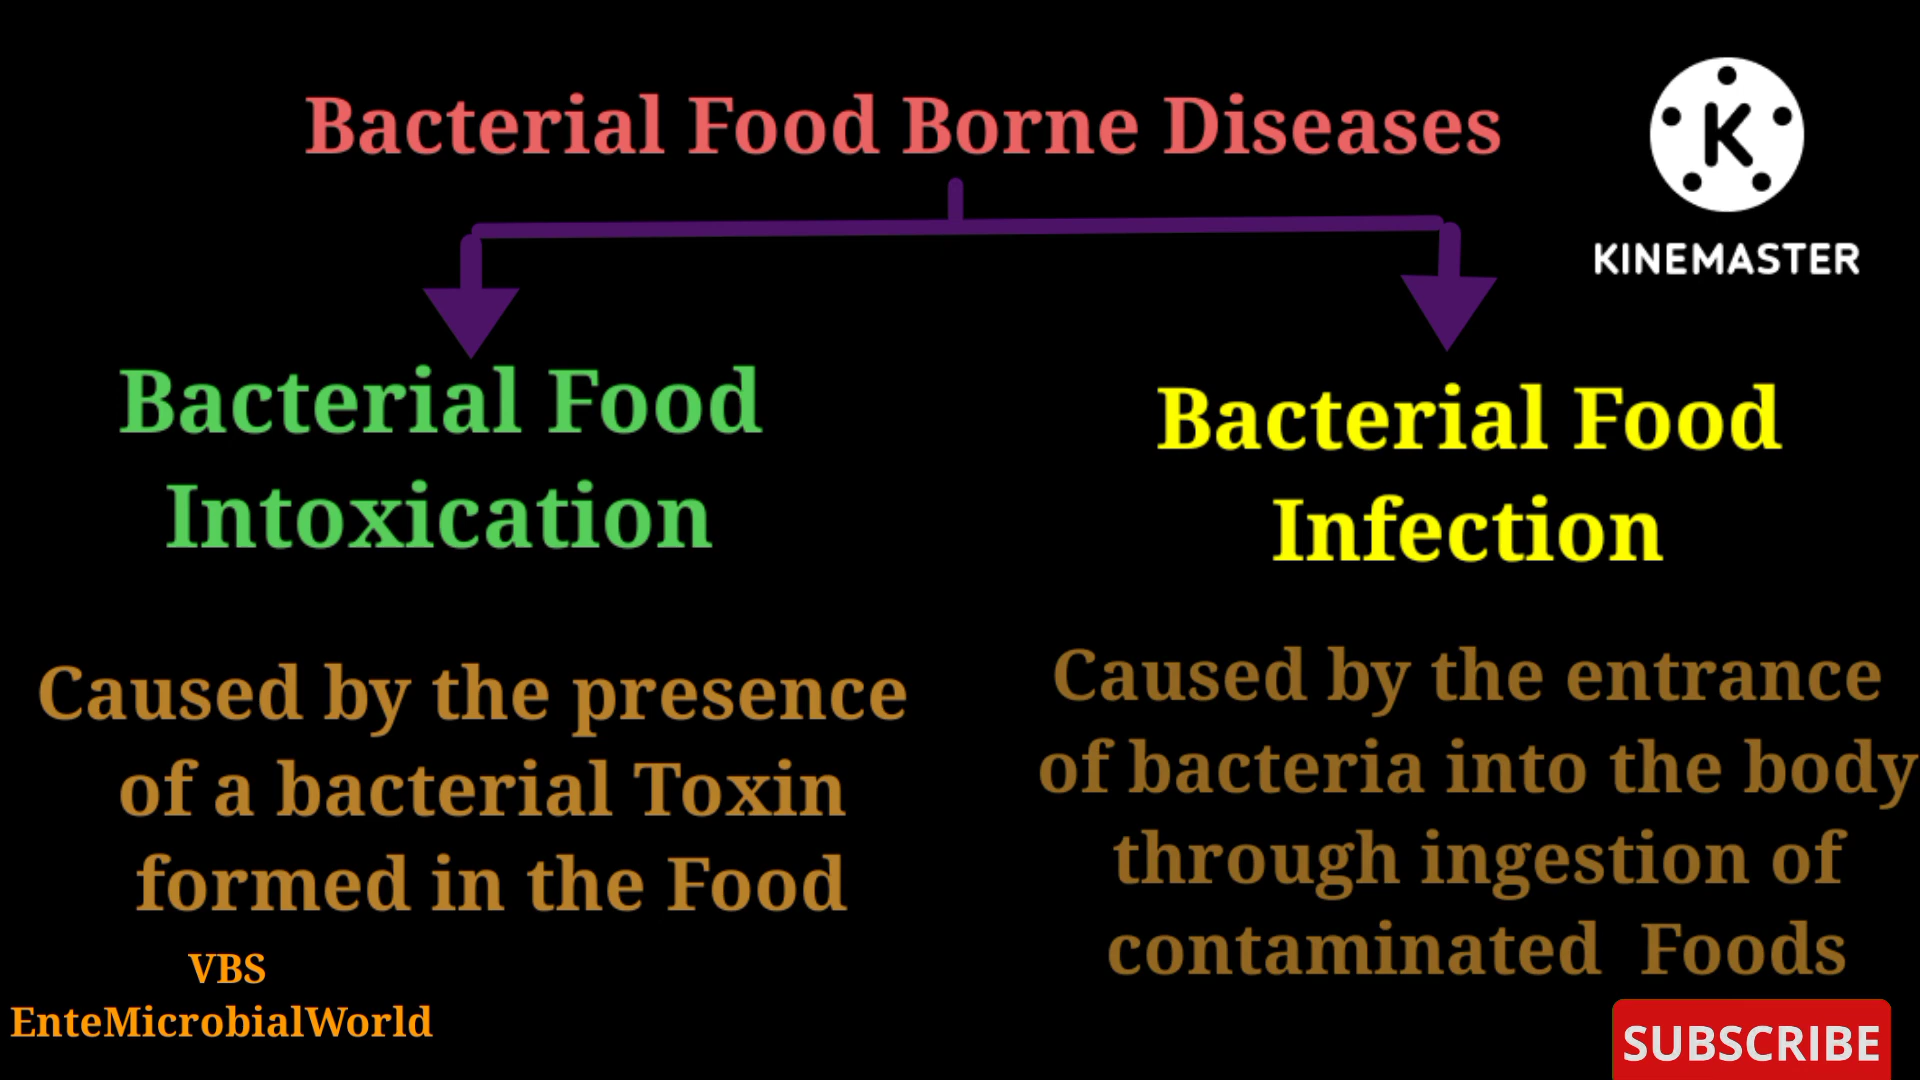 Bacterial Food Borne Diseases
K
KINEMASTER
Bacterial Food
Intoxication
Caused by the presence
of a bacterial Toxin
formed in the Food
Bacterial Food
Infection
Caused by the entrance
of bacteria into the body
through ingestion of
contaminated  Foods
VBS
EnteMicrobialWorld
SUBSCRIBE